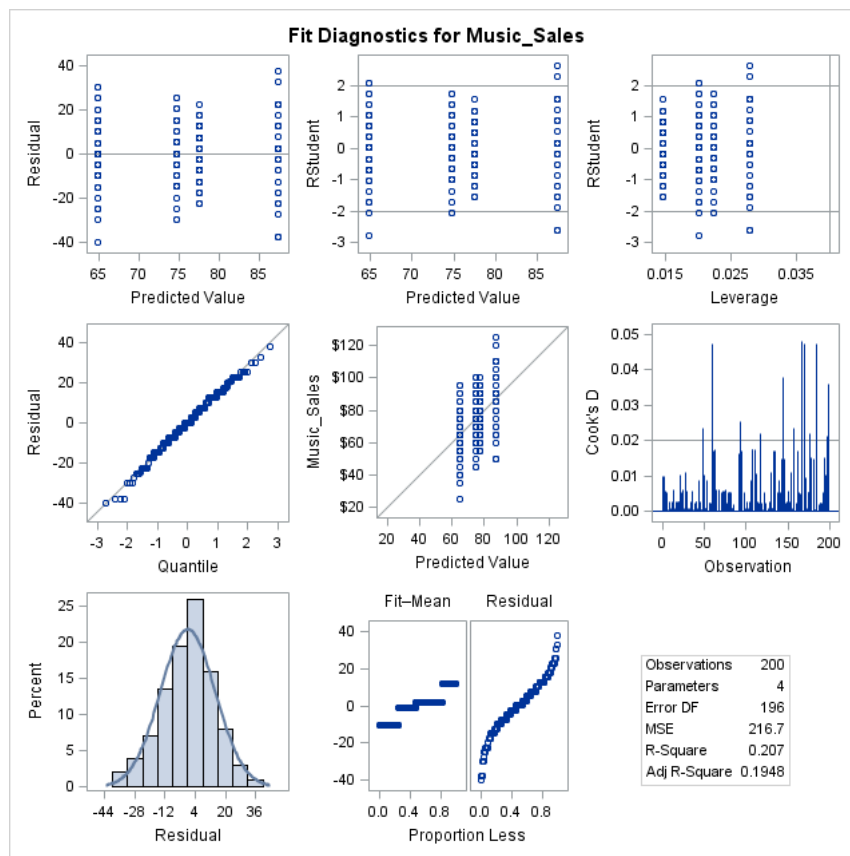 Fit Diagnostics for Music_Sales
40
20
0
-20
-40
Residual
65 70 75 80 85
Predicted Value
2
1
0
-1
-2
-3
RStudent
65 70 75 80 85
Predicted Value
2
1
0
-1
-2
-3
RStudent
0.015 0.025 0.035
Leverage
40
20
0
-20
-40
Residual
-3 -2 -1 0 1 2 3
Quantile
$120
$100
$80
$60
$40
$20
Music_Sales
20 40 60 80 100 120
Predicted Value
0.05
0.04
0.03
0.02
0.01
0.00
Cook's D
0 50 100 150 200
Observation
25
20
15
10
5
0
Percent
-44 -28 -12 4 20 36
Residual
Fit–Mean Residual
40
20
0
-20
-40
0.0 0.4 0.8 0.0 0.4 0.8
Proportion Less
Observations 200
Parameters 4
Error DF 196
MSE 216.7
R-Square 0.207
Adj R-Square 0.1948